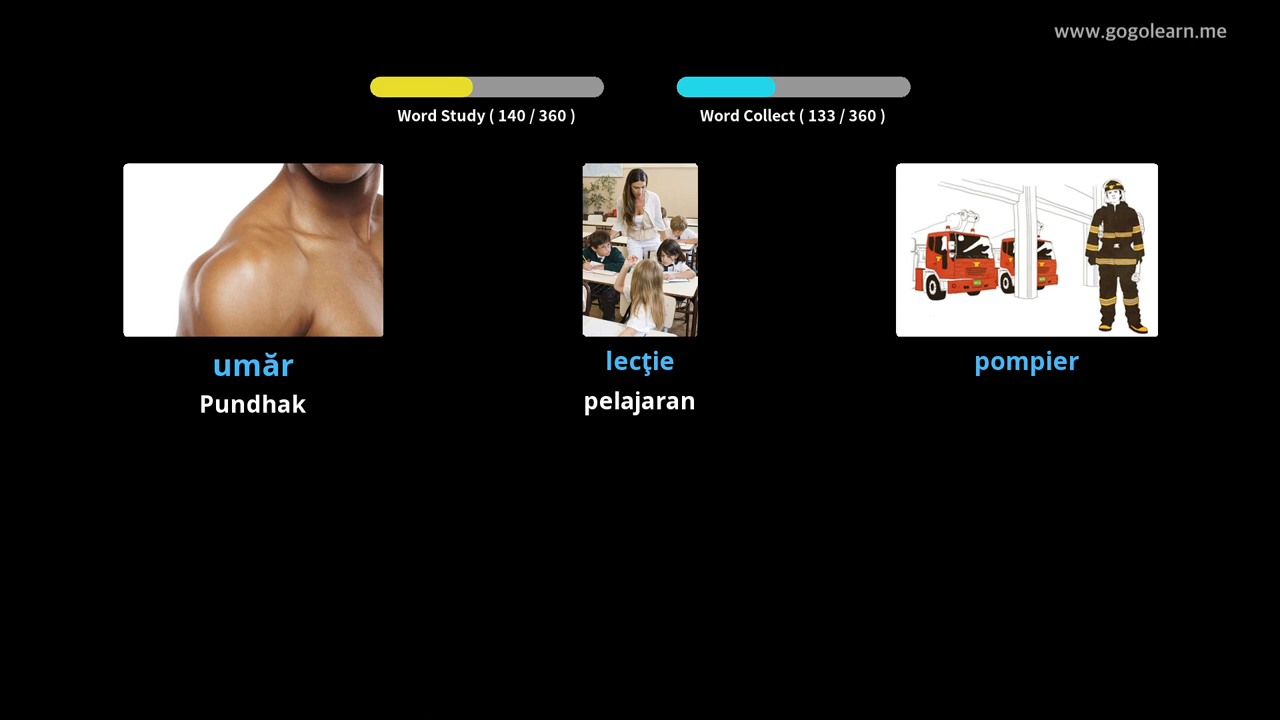 www.gogolearn.me
Word Study ( 140 / 360 )
Word Collect ( 133 / 360 )
umăr
Pundhak
lecţie
pelajaran
pompier